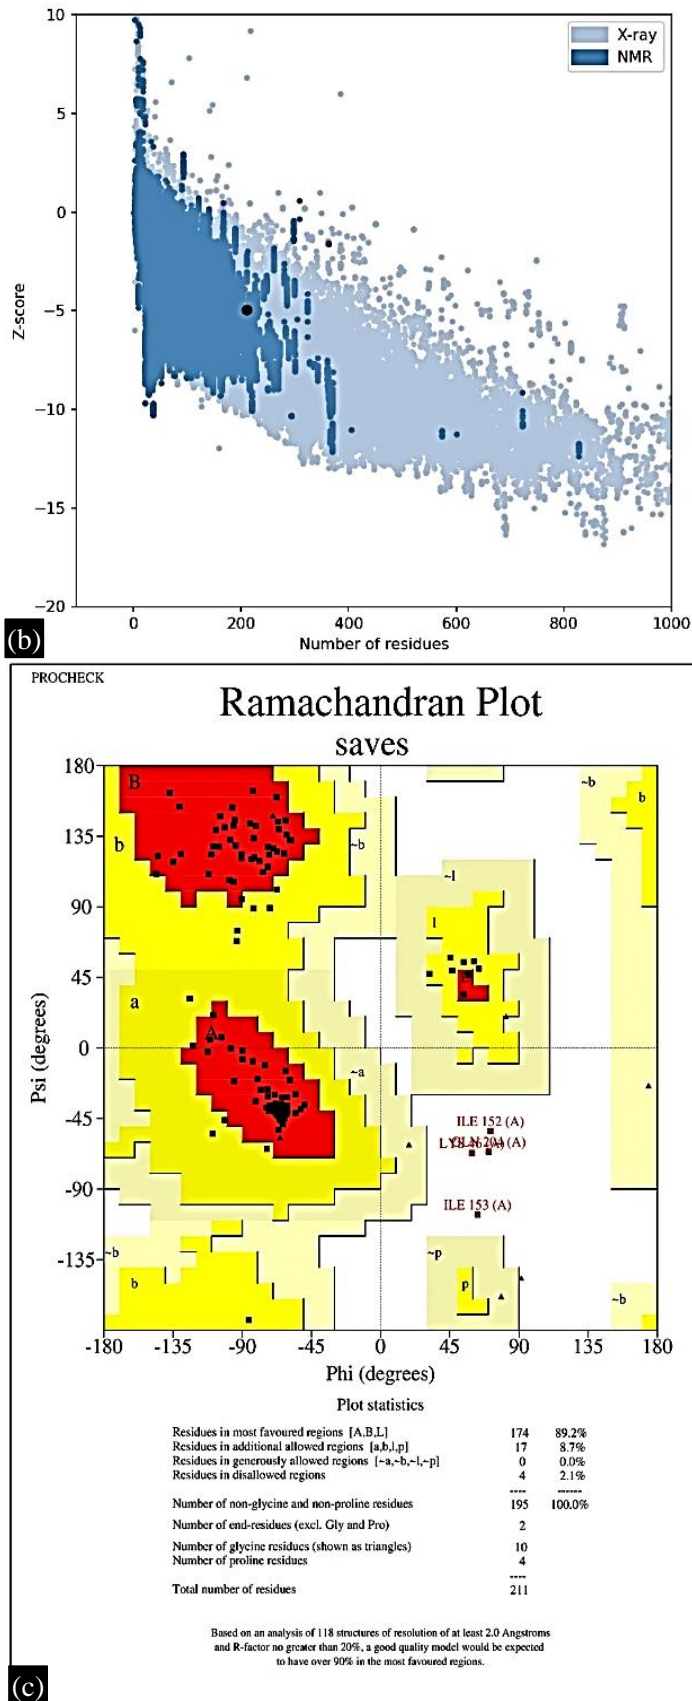 10
5
0
−5
−10
−15
−20
Z-score
X-ray
NMR
0 200 400 600 800 1000
Number of residues
(b)
PROCHECK
Ramachandran Plot
saves
180
135
90
45
0
-45
-90
-135
Psi (degrees)
B
b
~b
~b
b
~l
l
L
a
A
~a
ILE 152 (A)
GLN 204 (A)
ILE 153 (A)
~b
b
~p
p
~b
-180 -135 -90 -45 0 45 90 135 180
Phi (degrees)
Plot statistics
Residues in most favoured regions [A,B,L] 174 89.2%
Residues in additional allowed regions [a,b,l,p] 17 8.7%
Residues in generously allowed regions [~a,~b,~l,~p] 0 0.0%
Residues in disallowed regions 4 2.1%
---- ------
Number of non-glycine and non-proline residues 195 100.0%
Number of end-residues (excl. Gly and Pro) 2
Number of glycine residues (shown as triangles) 10
Number of proline residues 4
----
Total number of residues 211
Based on an analysis of 118 structures of resolution of at least 2.0 Angstroms
and R-factor no greater than 20%, a good quality model would be expected
to have over 90% in the most favoured regions.
(c)